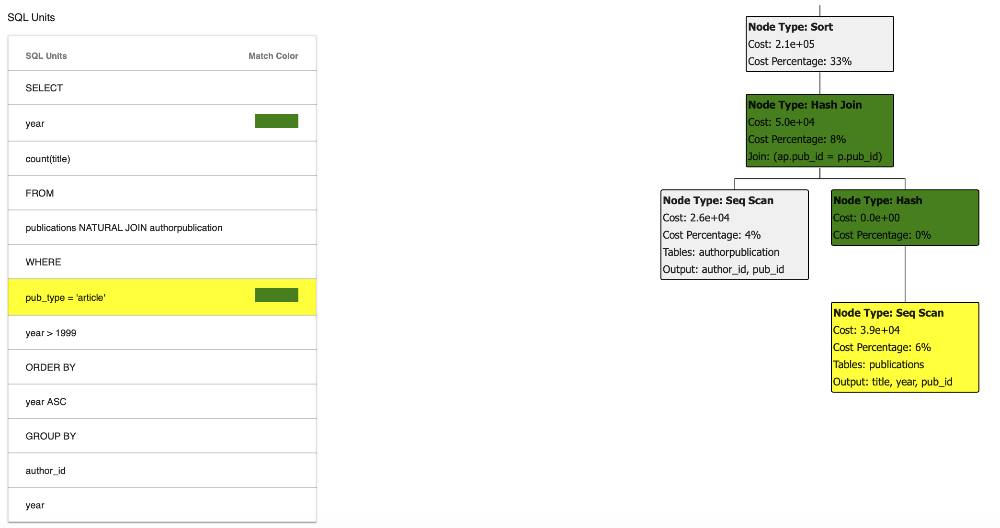 SQL Units
SQL Units Match Color
SELECT
year
count(title)
FROM
publications NATURAL JOIN authorpublication
WHERE
pub_type = 'article'
year > 1999
ORDER BY
year ASC
GROUP BY
author_id
year
Node Type: Sort
Cost: 2.1e+05
Cost Percentage: 33%
Node Type: Hash Join
Cost: 5.0e+04
Cost Percentage: 8%
Join: (ap.pub_id = p.pub_id)
Node Type: Seq Scan
Cost: 2.6e+04
Cost Percentage: 4%
Tables: authorpublication
Output: author_id, pub_id
Node Type: Hash
Cost: 0.0e+00
Cost Percentage: 0%
Node Type: Seq Scan
Cost: 3.9e+04
Cost Percentage: 6%
Tables: publications
Output: title, year, pub_id